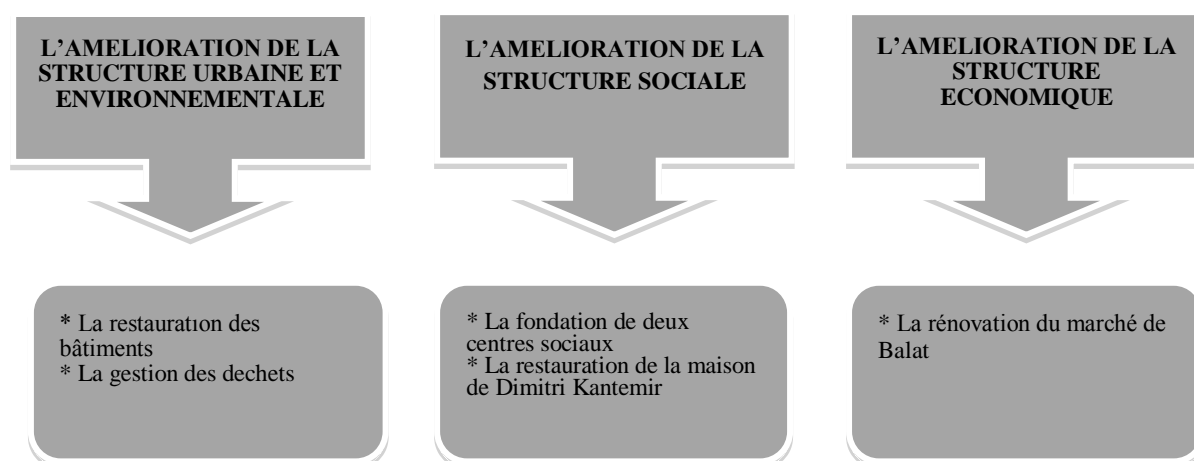 L’AMELIORATION DE LA
STRUCTURE URBAINE ET
ENVIRONNEMENTALE
* La restauratıon des
bâtiments
* La gestion des dechets
L’AMELIORATION DE LA
STRUCTURE SOCIALE
* La fondation de deux
centres sociaux
* La restauration de la maison
de Dimitri Kantemir
L’AMELIORATION DE LA
STRUCTURE
ECONOMIQUE
* La rénovation du marché de
Balat